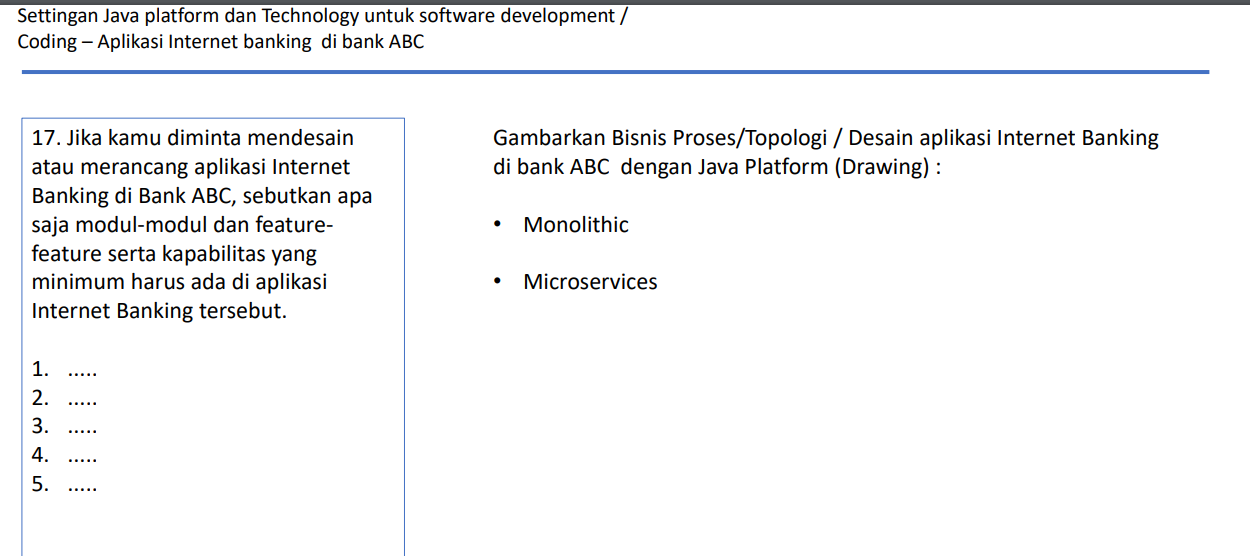 Settingan Java platform dan Technology untuk software development /
Coding – Aplikasi Internet banking  di bank ABC
17. Jika kamu diminta mendesain
atau merancang aplikasi Internet
Banking di Bank ABC, sebutkan apa
saja modul-modul dan feature-
feature serta kapabilitas yang
minimum harus ada di aplikasi
Internet Banking tersebut.
1. .....
2. .....
3. .....
4. .....
5. .....
Gambarkan Bisnis Proses/Topologi / Desain aplikasi Internet Banking
di bank ABC  dengan Java Platform (Drawing) :
• Monolithic
• Microservices